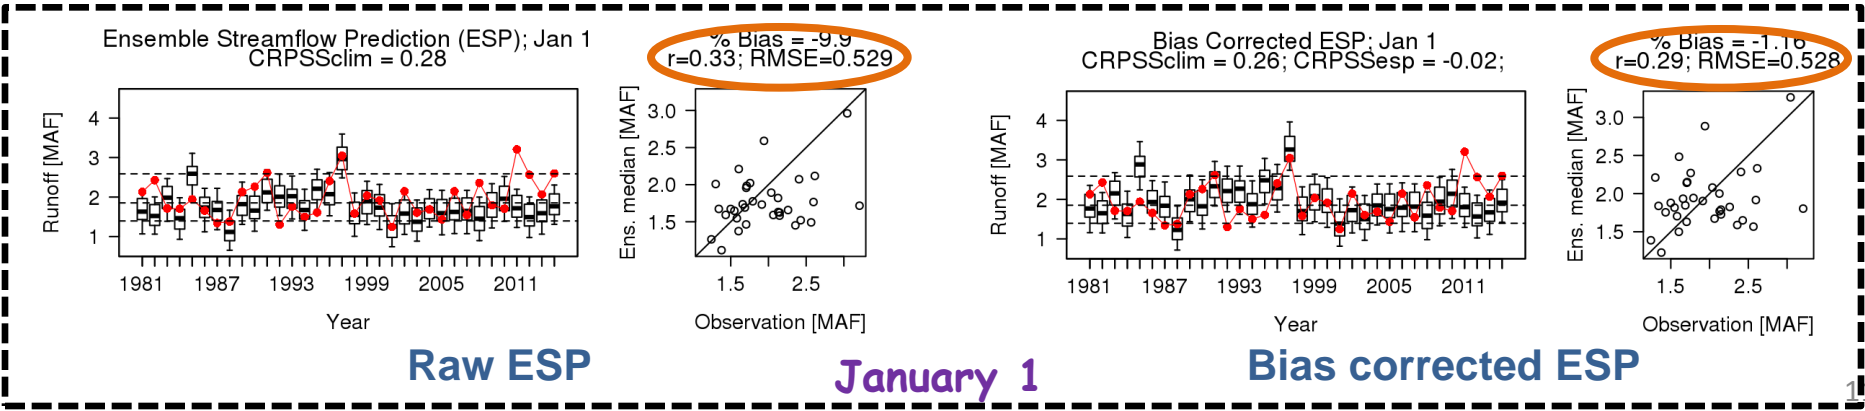 Ensemble Streamflow Prediction (ESP); Jan 1
CRPSSclim = 0.28
% Bias = -9.9
r=0.33; RMSE=0.529
Runoff [MAF]
4
3
2
1
1981 1987 1993 1999 2005 2011
Year
Ens. median [MAF]
3.0
2.5
2.0
1.5
1.5 2.5
Observation [MAF]
Raw ESP
January 1
Bias Corrected ESP; Jan 1
CRPSSclim = 0.26; CRPSSesp = -0.02;
% Bias = -1.16
r=0.29; RMSE=0.528
Runoff [MAF]
4
3
2
1
1981 1987 1993 1999 2005 2011
Year
Ens. median [MAF]
3.0
2.5
2.0
1.5
1.5 2.5
Observation [MAF]
Bias corrected ESP